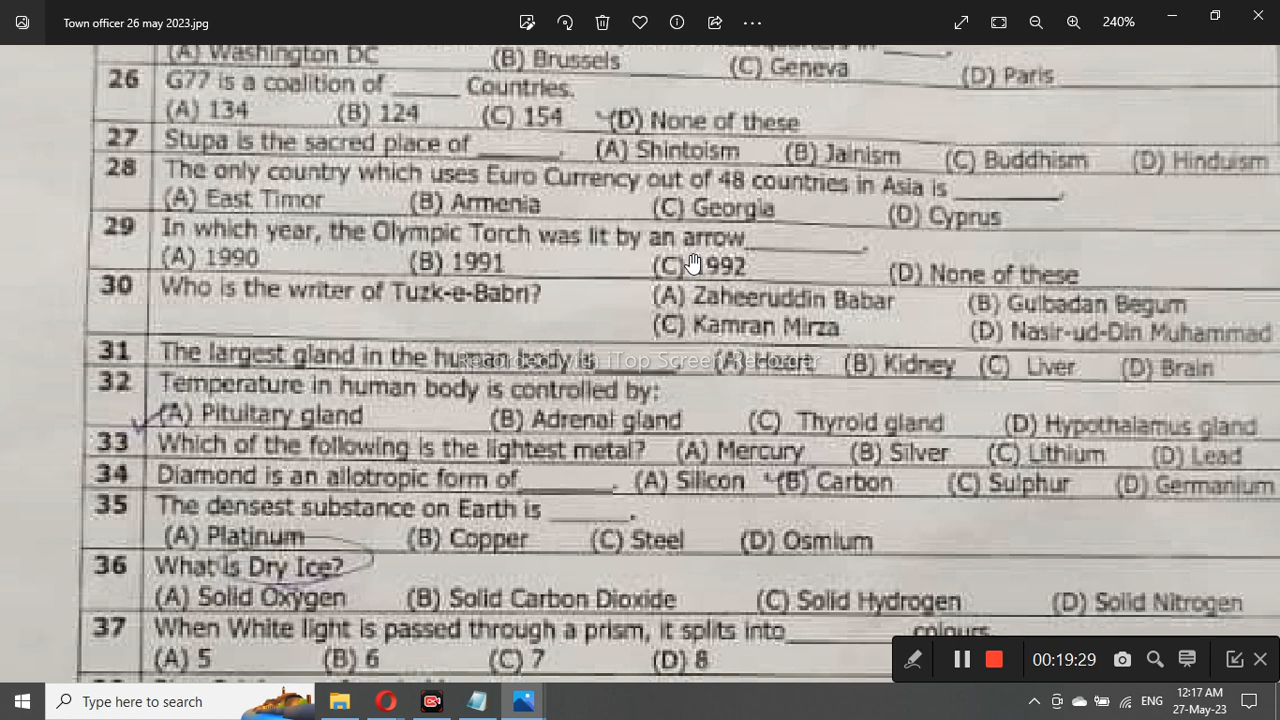 Town officer 26 may 2023.jpg
240%
(A) Washington DC (B) Brussels (C) Geneva (D) Paris
26 G77 is a coalition of ______ Countries.
(A) 134 (B) 124 (C) 154 (D) None of these
27 Stupa is the sacred place of _______. (A) Shintoism (B) Jainism (C) Buddhism (D) Hinduism
28 The only country which uses Euro Currency out of 48 countries in Asia is _________.
(A) East Timor (B) Armenia (C) Georgia (D) Cyprus
29 In which year, the Olympic Torch was lit by an arrow__________.
(A) 1990 (B) 1991 (C) 1992 (D) None of these
30 Who is the writer of Tuzk-e-Babri? (A) Zaheeruddin Babar (B) Gulbadan Begum
(C) Kamran Mirza (D) Nasir-ud-Din Muhammad
31 The largest gland in the human body is_______. (A) Heart (B) Kidney (C) Liver (D) Brain
32 Temperature in human body is controlled by:
(A) Pituitary gland (B) Adrenal gland (C) Thyroid gland (D) Hypothalamus gland
33 Which of the following is the lightest metal? (A) Mercury (B) Silver (C) Lithium (D) Lead
34 Diamond is an allotropic form of________. (A) Silicon (B) Carbon (C) Sulphur (D) Germanium
35 The densest substance on Earth is _______.
(A) Platinum (B) Copper (C) Steel (D) Osmium
36 What is Dry Ice?
(A) Solid Oxygen (B) Solid Carbon Dioxide (C) Solid Hydrogen (D) Solid Nitrogen
37 When White light is passed through a prism, it splits into__________ colours.
(A) 5 (B) 6 (C) 7 (D) 8
00:19:29
Type here to search
ENG
12:17 AM
27-May-23